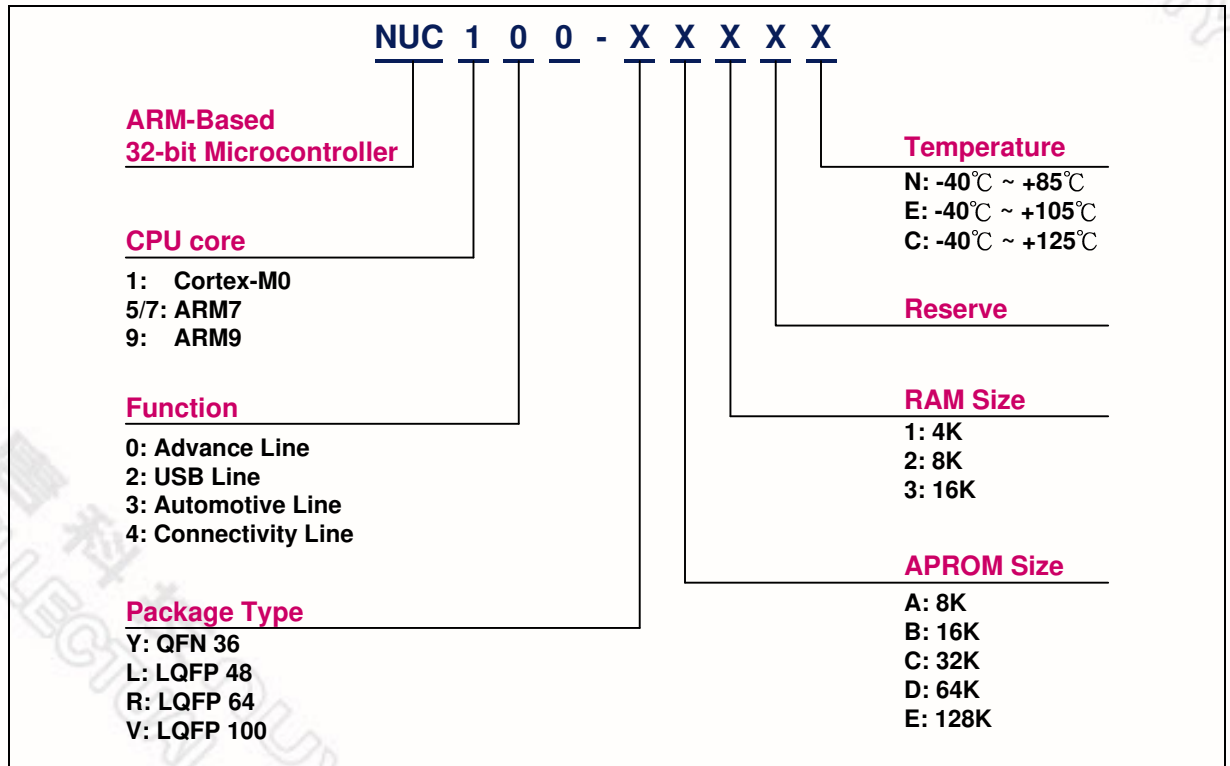 NUC 1 0 0 - X X X X X
ARM-Based
32-bit Microcontroller
CPU core
1: Cortex-M0
5/7: ARM7
9: ARM9
Function
0: Advance Line
2: USB Line
3: Automotive Line
4: Connectivity Line
Package Type
Y: QFN 36
L: LQFP 48
R: LQFP 64
V: LQFP 100
Temperature
N: -40℃ ~ +85℃
E: -40℃ ~ +105℃
C: -40℃ ~ +125℃
Reserve
RAM Size
1: 4K
2: 8K
3: 16K
APROM Size
A: 8K
B: 16K
C: 32K
D: 64K
E: 128K